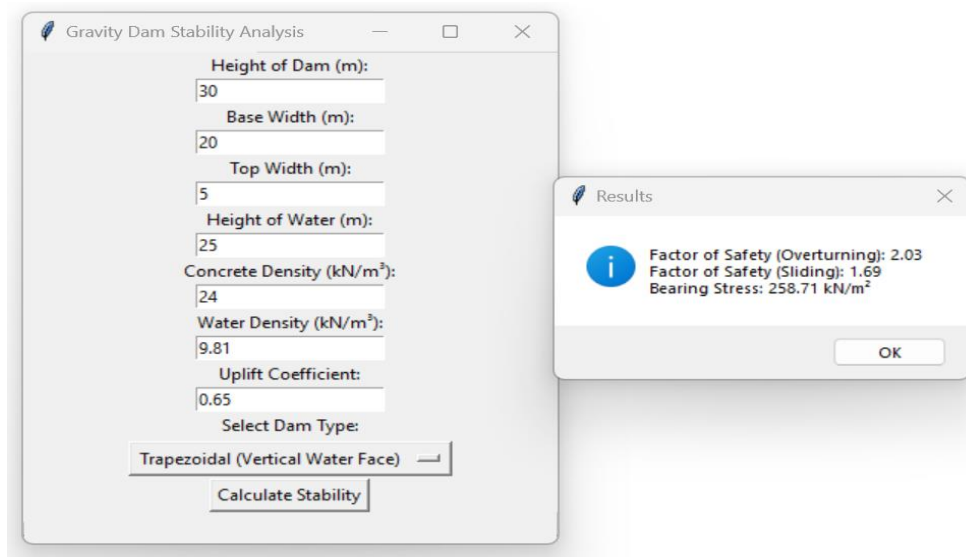 Gravity Dam Stability Analysis
Height of Dam (m):
30
Base Width (m):
20
Top Width (m):
5
Height of Water (m):
25
Concrete Density (kN/m³):
24
Water Density (kN/m³):
9.81
Uplift Coefficient:
0.65
Select Dam Type:
Trapezoidal (Vertical Water Face)
Calculate Stability
Results
Factor of Safety (Overturning): 2.03
Factor of Safety (Sliding): 1.69
Bearing Stress: 258.71 kN/m²
OK